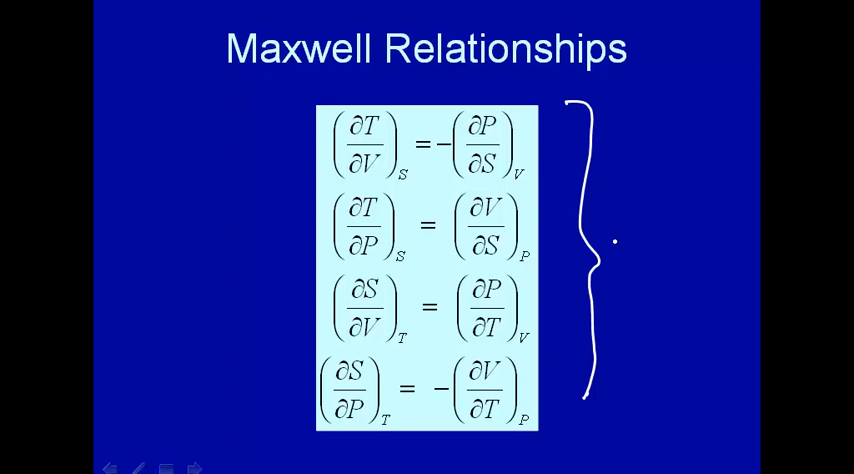 Maxwell Relationships
(∂T/∂V)_S = -(∂P/∂S)_V
(∂T/∂P)_S = (∂V/∂S)_P
(∂S/∂V)_T = (∂P/∂T)_V
(∂S/∂P)_T = -(∂V/∂T)_P